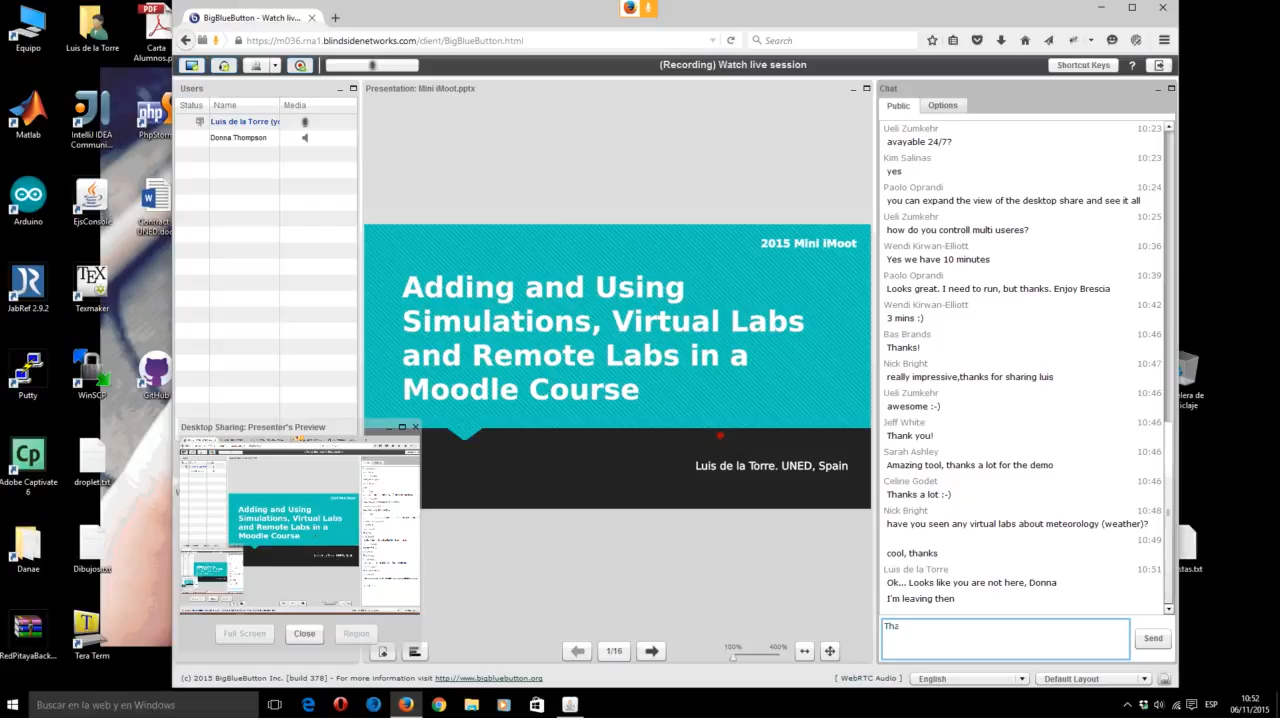 Equipo
Luis de la Torre
Carta
Alumnos....
Matlab
IntelliJ IDEA
Communi...
PhpStorm
Arduino
EjsConsole
Contract
UNED.doc
JabRef 2.9.2
Texmaker
Putty
WinSCP
GitHub
Adobe Captivate
6
droplet.txt
Danae
Dibujos.txt
RedPitayaBack...
Tera Term
BigBlueButton - Watch live...
https://m036.rna1.blindsidenetworks.com/client/BigBlueButton.html
Search
(Recording) Watch live session
Shortcut Keys
?
Users
Status
Name
Media
Luis de la Torre (yo
Donna Thompson
Presentation: Mini iMoot.pptx
2015 Mini iMoot
Adding and Using
Simulations, Virtual Labs
and Remote Labs in a
Moodle Course
Luis de la Torre. UNED, Spain
Desktop Sharing: Presenter's Preview
Adding and Using
Simulations, Virtual Labs
and Remote Labs in a
Moodle Course
Full Screen
Close
Region
1/16
100%
400%
Chat
Public
Options
Ueli Zumkehr 10:23
avayable 24/7?
Kim Salinas 10:23
yes
Paolo Oprandi 10:24
you can expand the view of the desktop share and see it all
Ueli Zumkehr 10:25
how do you controll multi useres?
Wendi Kirwan-Elliott 10:36
Yes we have 10 minutes
Paolo Oprandi 10:39
Looks great. I need to run, but thanks. Enjoy Brescia
Wendi Kirwan-Elliott 10:42
3 mins :)
Bas Brands 10:46
Thanks!
Nick Bright 10:47
really impressive,thanks for sharing luis
Ueli Zumkehr 10:46
awesome :-)
Jeff White 10:46
Thank you!
Sarah Ashley 10:46
Amazing tool, thanks a lot for the demo
Celine Godet 10:46
Thanks a lot :-)
Nick Bright 10:48
have you seen any virtual labs about meteorology (weather)?
10:49
cool, thanks
Luis de la Torre 10:51
Ok... Looks like you are not here, Donna
I'm leaving then
Tha
Send
(c) 2015 BigBlueButton Inc. [build 378] - For more information visit http://www.bigbluebutton.org
[ WebRTC Audio ]
English
Default Layout
Buscar en la web y en Windows
ESP
10:52
06/11/2015